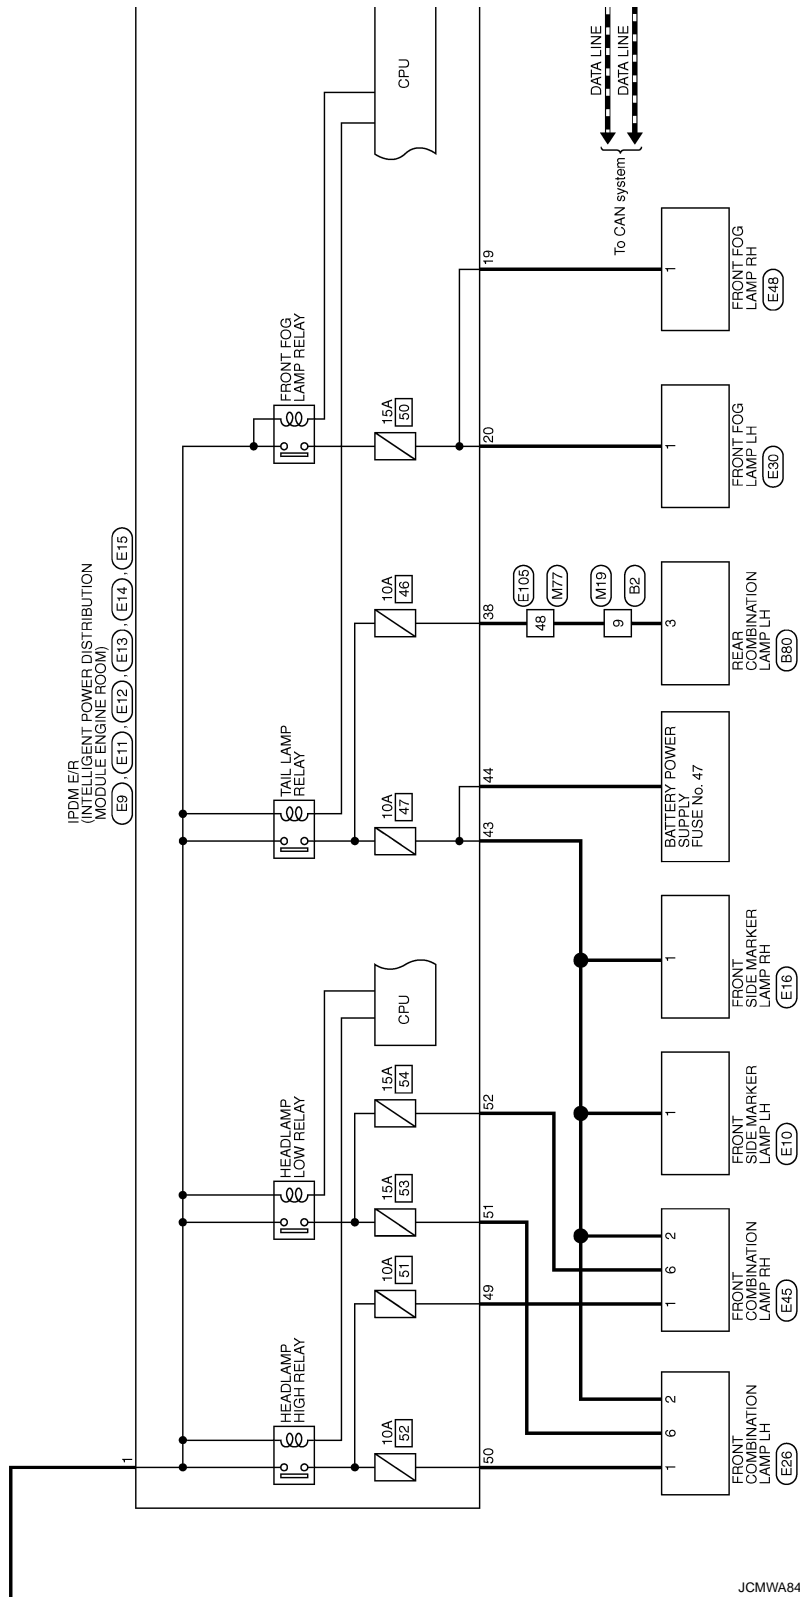 CPU
DATA LINE
DATA LINE
To CAN system
19
1
FRONT FOG
LAMP RH
E48
FRONT FOG
LAMP RELAY
15A
50
20
1
FRONT FOG
LAMP LH
E30
IPDM E/R
(INTELLIGENT POWER DISTRIBUTION
MODULE ENGINE ROOM)
E9 , E11 , E12 , E13 , E14 , E15
10A
46
38
E105
M77
48
M19
B2
9
3
REAR
COMBINATION
LAMP LH
B80
TAIL LAMP
RELAY
10A
47
44
43
BATTERY POWER
SUPPLY
FUSE No. 47
1
FRONT
SIDE MARKER
LAMP RH
E16
CPU
15A
54
52
1
FRONT
SIDE MARKER
LAMP LH
E10
HEADLAMP
LOW RELAY
15A
53
51
10A
51
49
2
6
1
FRONT
COMBINATION
LAMP RH
E45
HEADLAMP
HIGH RELAY
10A
52
50
2
6
1
FRONT
COMBINATION
LAMP LH
E26
1
JCMWA84